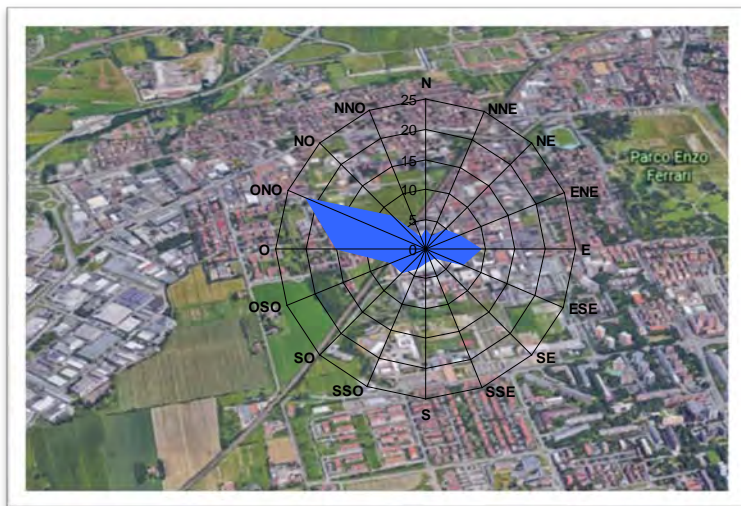 N
NNO
NNE
25
20
NO
NE
15
Parco Enzo
Ferrari
ONO
10
ENE
5
O
0
E
OSO
ESE
SO
SE
SSO
SSE
S